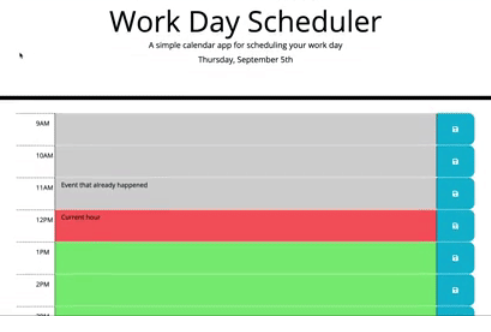 Work Day Scheduler
A simple calendar app for scheduling your work day
Thursday, September 5th
9AM
10AM
11AM Event that already happened
12PM Current hour
1PM
2PM